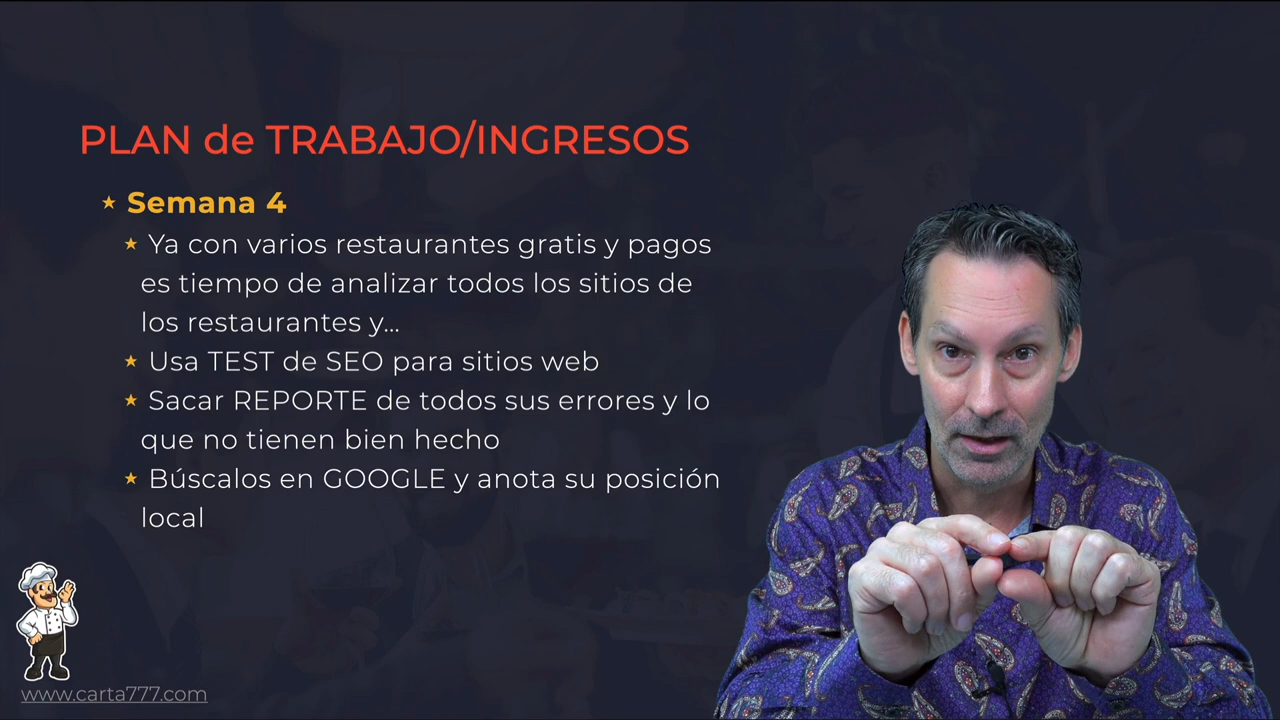 PLAN de TRABAJO/INGRESOS
Semana 4
Ya con varios restaurantes gratis y pagos
es tiempo de analizar todos los sitios de
los restaurantes y...
Usa TEST de SEO para sitios web
Sacar REPORTE de todos sus errores y lo
que no tienen bien hecho
Búscalos en GOOGLE y anota su posición
local
www.carta777.com